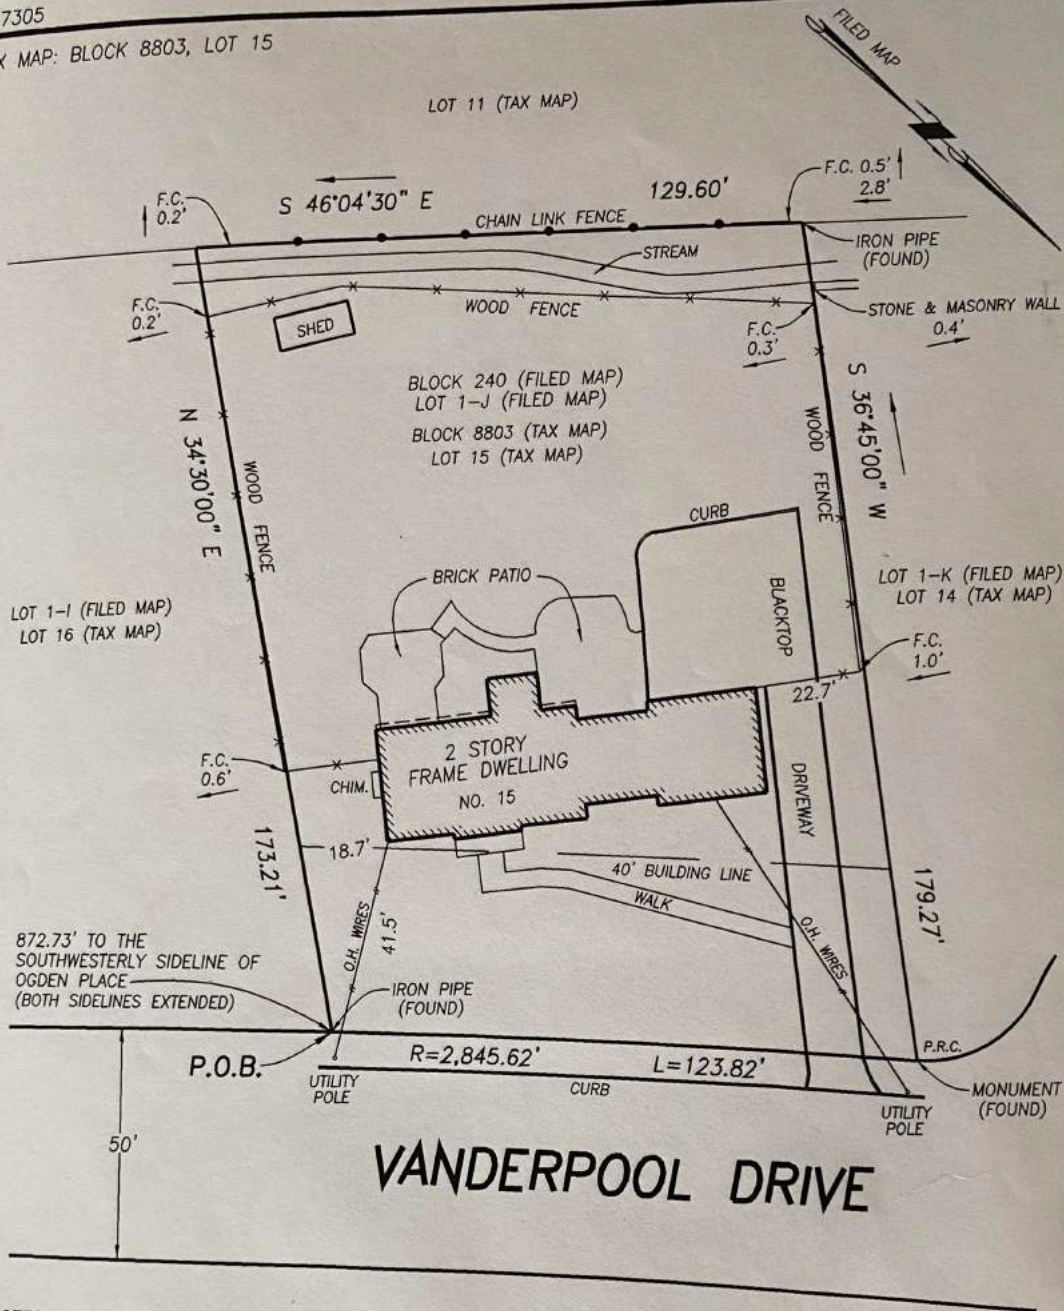 7305
MAP: BLOCK 8803, LOT 15
FILED MAP
LOT 11 (TAX MAP)
F.C.
0.2'
S 46°04'30" E
129.60'
CHAIN LINK FENCE
F.C. 0.5'
2.8'
IRON PIPE
(FOUND)
STREAM
F.C.
0.2'
WOOD FENCE
SHED
F.C.
0.3'
STONE & MASONRY WALL
0.4'
BLOCK 240 (FILED MAP)
LOT 1-J (FILED MAP)
BLOCK 8803 (TAX MAP)
LOT 15 (TAX MAP)
N 34°30'00" E
WOOD FENCE
WOOD FENCE
S 36°45'00" W
CURB
BRICK PATIO
BLACKTOP
LOT 1-K (FILED MAP)
LOT 14 (TAX MAP)
LOT 1-I (FILED MAP)
LOT 16 (TAX MAP)
F.C.
1.0'
22.7'
2 STORY
FRAME DWELLING
NO. 15
F.C.
0.6'
CHIM.
DRIVEWAY
173.21'
18.7'
40' BUILDING LINE
WALK
179.27'
O.H. WIRES
41.5'
O.H. WIRES
872.73' TO THE
SOUTHWESTERLY SIDELINE OF
OGDEN PLACE
(BOTH SIDELINES EXTENDED)
IRON PIPE
(FOUND)
P.O.B.
R=2,845.62'
L=123.82'
P.R.C.
UTILITY
POLE
CURB
MONUMENT
(FOUND)
UTILITY
POLE
50'
VANDERPOOL DRIVE